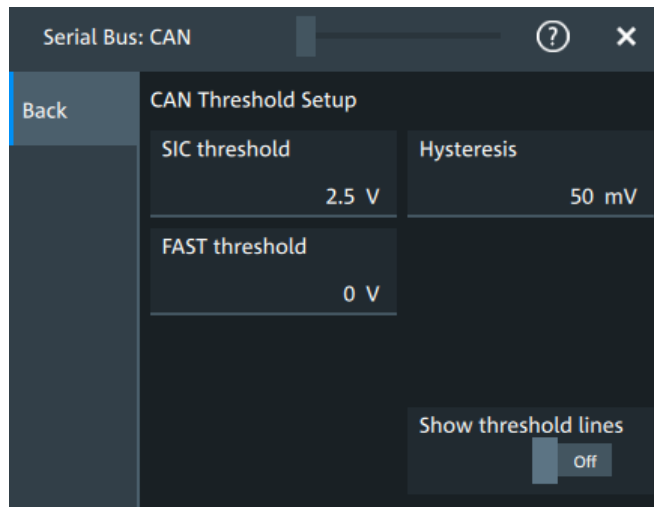 Serial Bus: CAN
?
×
Back
CAN Threshold Setup
SIC threshold
2.5 V
Hysteresis
50 mV
FAST threshold
0 V
Show threshold lines
Off